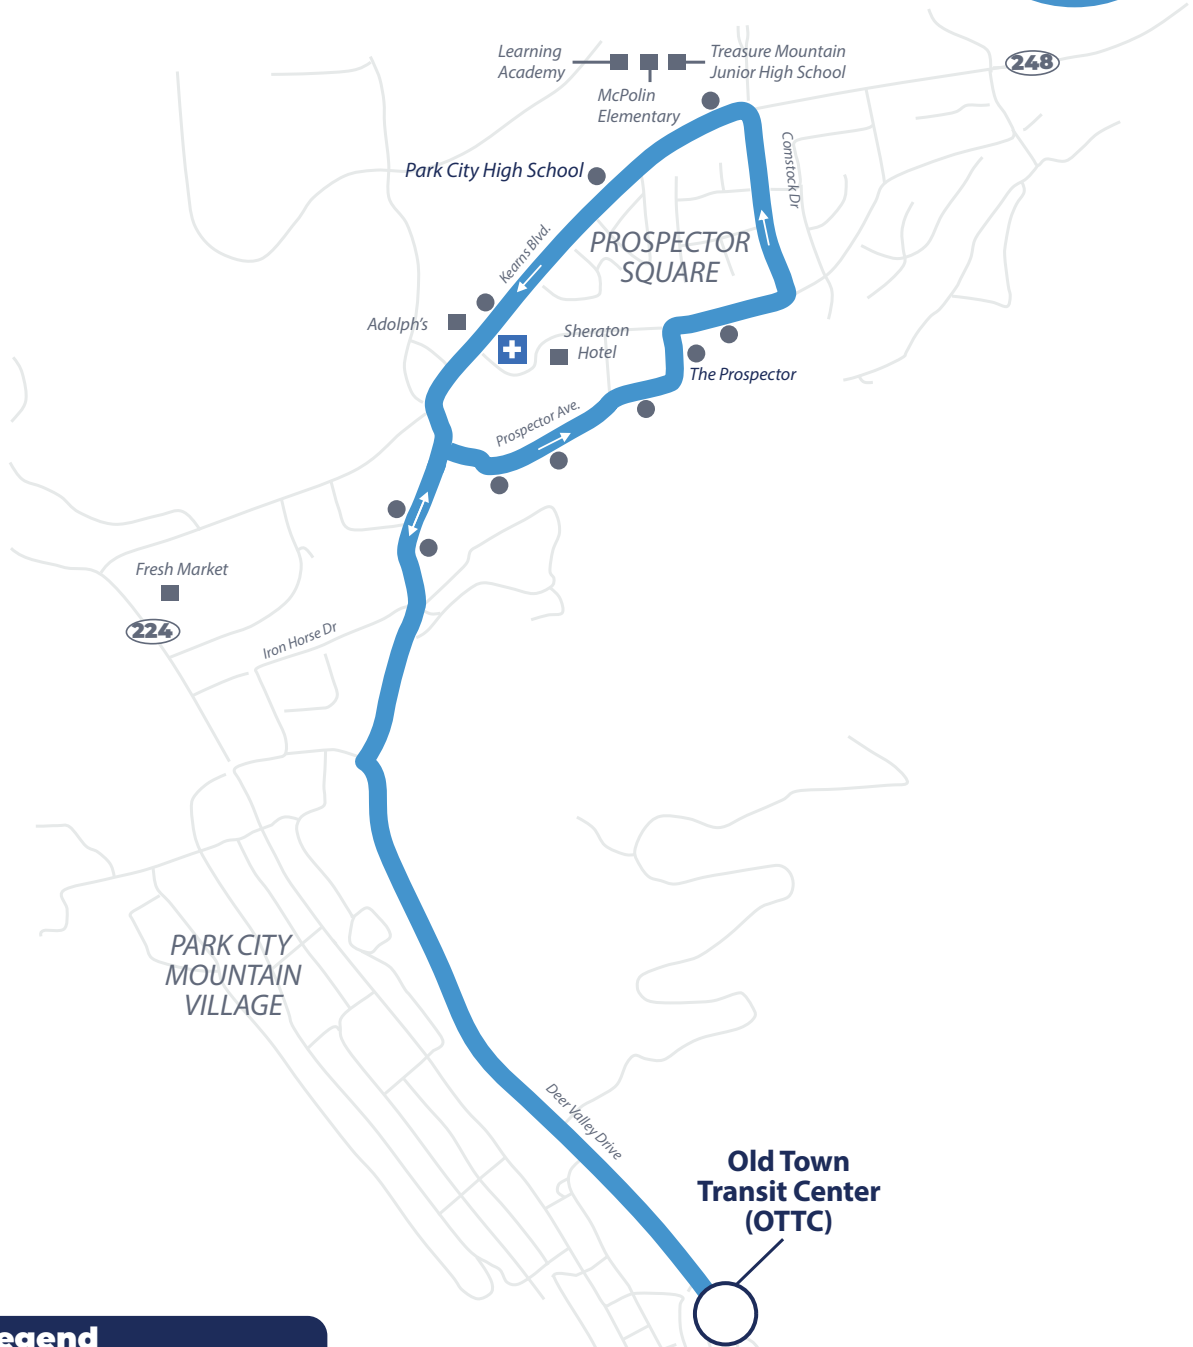 Learning
Academy
Treasure Mountain
Junior High School
McPolin
Elementary
248
Park City High School
Comstock Dr
Kearns Blvd.
PROSPECTOR
SQUARE
Adolph's
Sheraton
Hotel
The Prospector
Prospector Ave.
Fresh Market
224
Iron Horse Dr
PARK CITY
MOUNTAIN
VILLAGE
Deer Valley Drive
Old Town
Transit Center
(OTTC)
egend